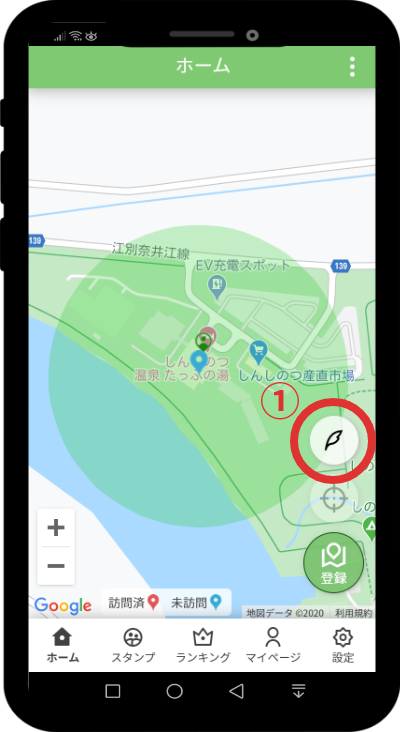 ホーム
139
江別奈井江線
139
EV充電スポット
しんしのつ
温泉 たっぷの湯
しんしのつ産直市場
①
しの
し
登録
Google
訪問済
未訪問
地図データ ©2020
利用規約
ホーム
スタンプ
ランキング
マイページ
設定